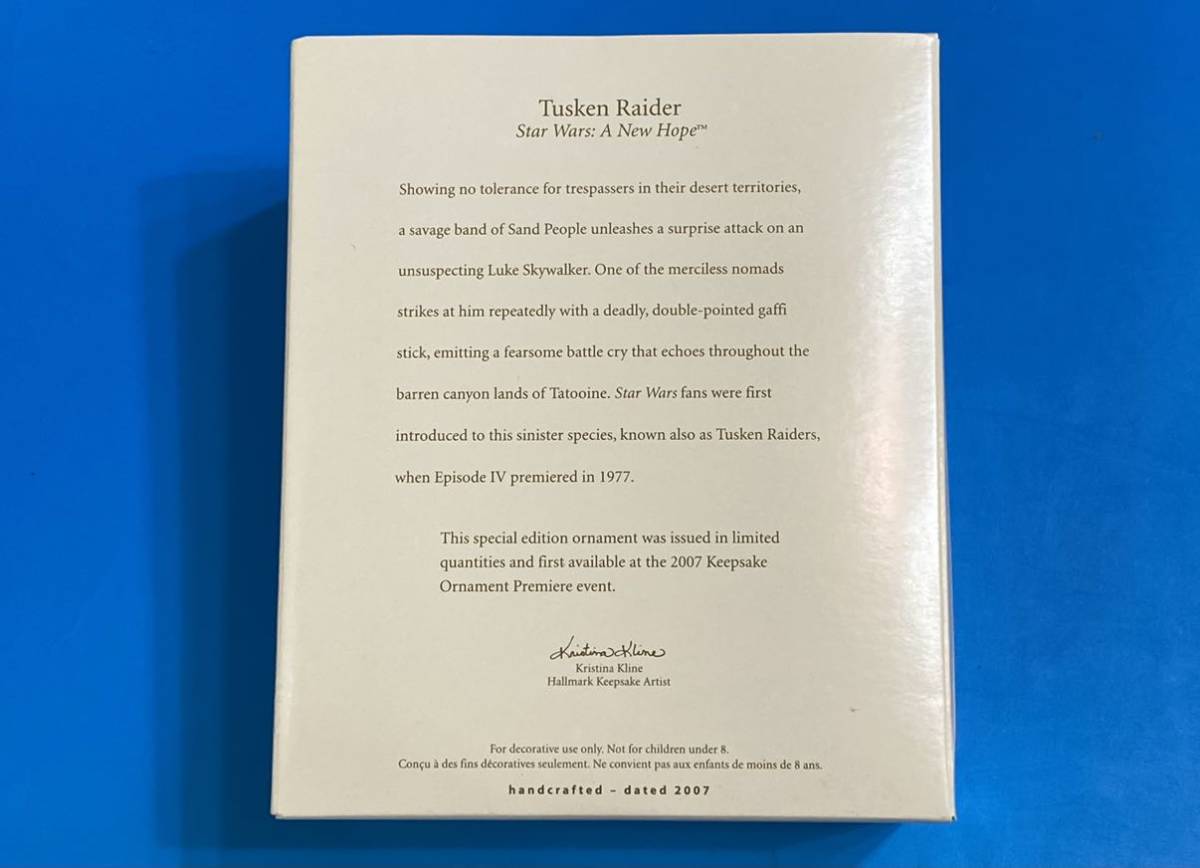 Tusken Raider
Star Wars: A New Hope™
Showing no tolerance for trespassers in their desert territories,
a savage band of Sand People unleashes a surprise attack on an
unsuspecting Luke Skywalker. One of the merciless nomads
strikes at him repeatedly with a deadly, double-pointed gaffi
stick, emitting a fearsome battle cry that echoes throughout the
barren canyon lands of Tatooine. Star Wars fans were first
introduced to this sinister species, known also as Tusken Raiders,
when Episode IV premiered in 1977.
This special edition ornament was issued in limited
quantities and first available at the 2007 Keepsake
Ornament Premiere event.
Kristina Kline
Kristina Kline
Hallmark Keepsake Artist
For decorative use only. Not for children under 8.
Conçu à des fins décoratives seulement. Ne convient pas aux enfants de moins de 8 ans.
handcrafted – dated 2007